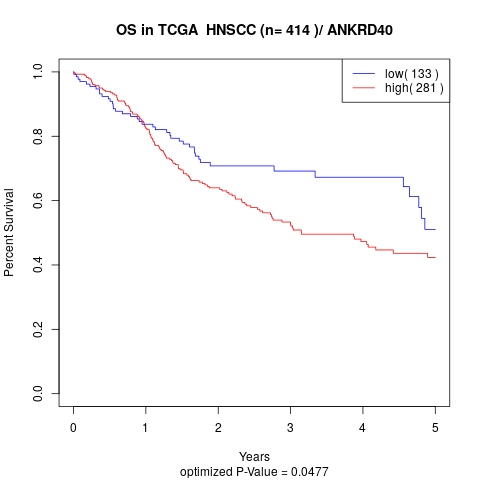 OS in TCGA  HNSCC (n= 414 )/ ANKRD40
low( 133 )
high( 281 )
Percent Survival
1.0
0.8
0.6
0.4
0.2
0.0
0 1 2 3 4 5
Years
optimized P-Value = 0.0477